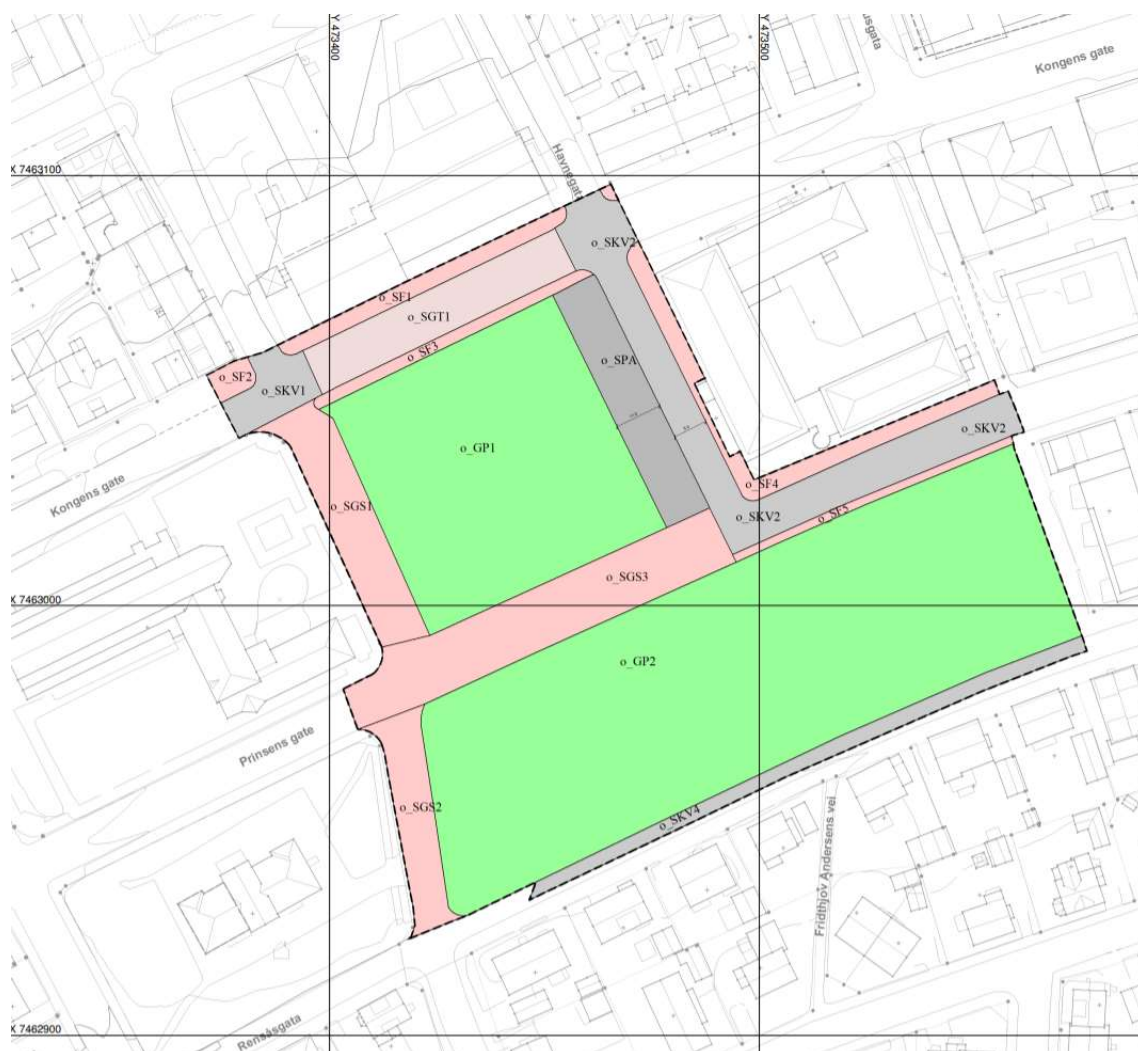 Y 473400
Y 473500
usgata
Kongens gate
X 7463100
Havnegata
o_SKV2
o_SF1
o_SGT1
o_SF3
o_SPA
o_SF2
o_SKV1
o_SKV2
o_GP1
Kongens gate
o_SGS1
o_SF4
o_SF5
o_SKV2
o_SGS3
X 7463000
o_GP2
Prinsens gate
o_SGS2
o_SKV4
Fridthjov Andersens vei
Rensåsgata
X 7462900